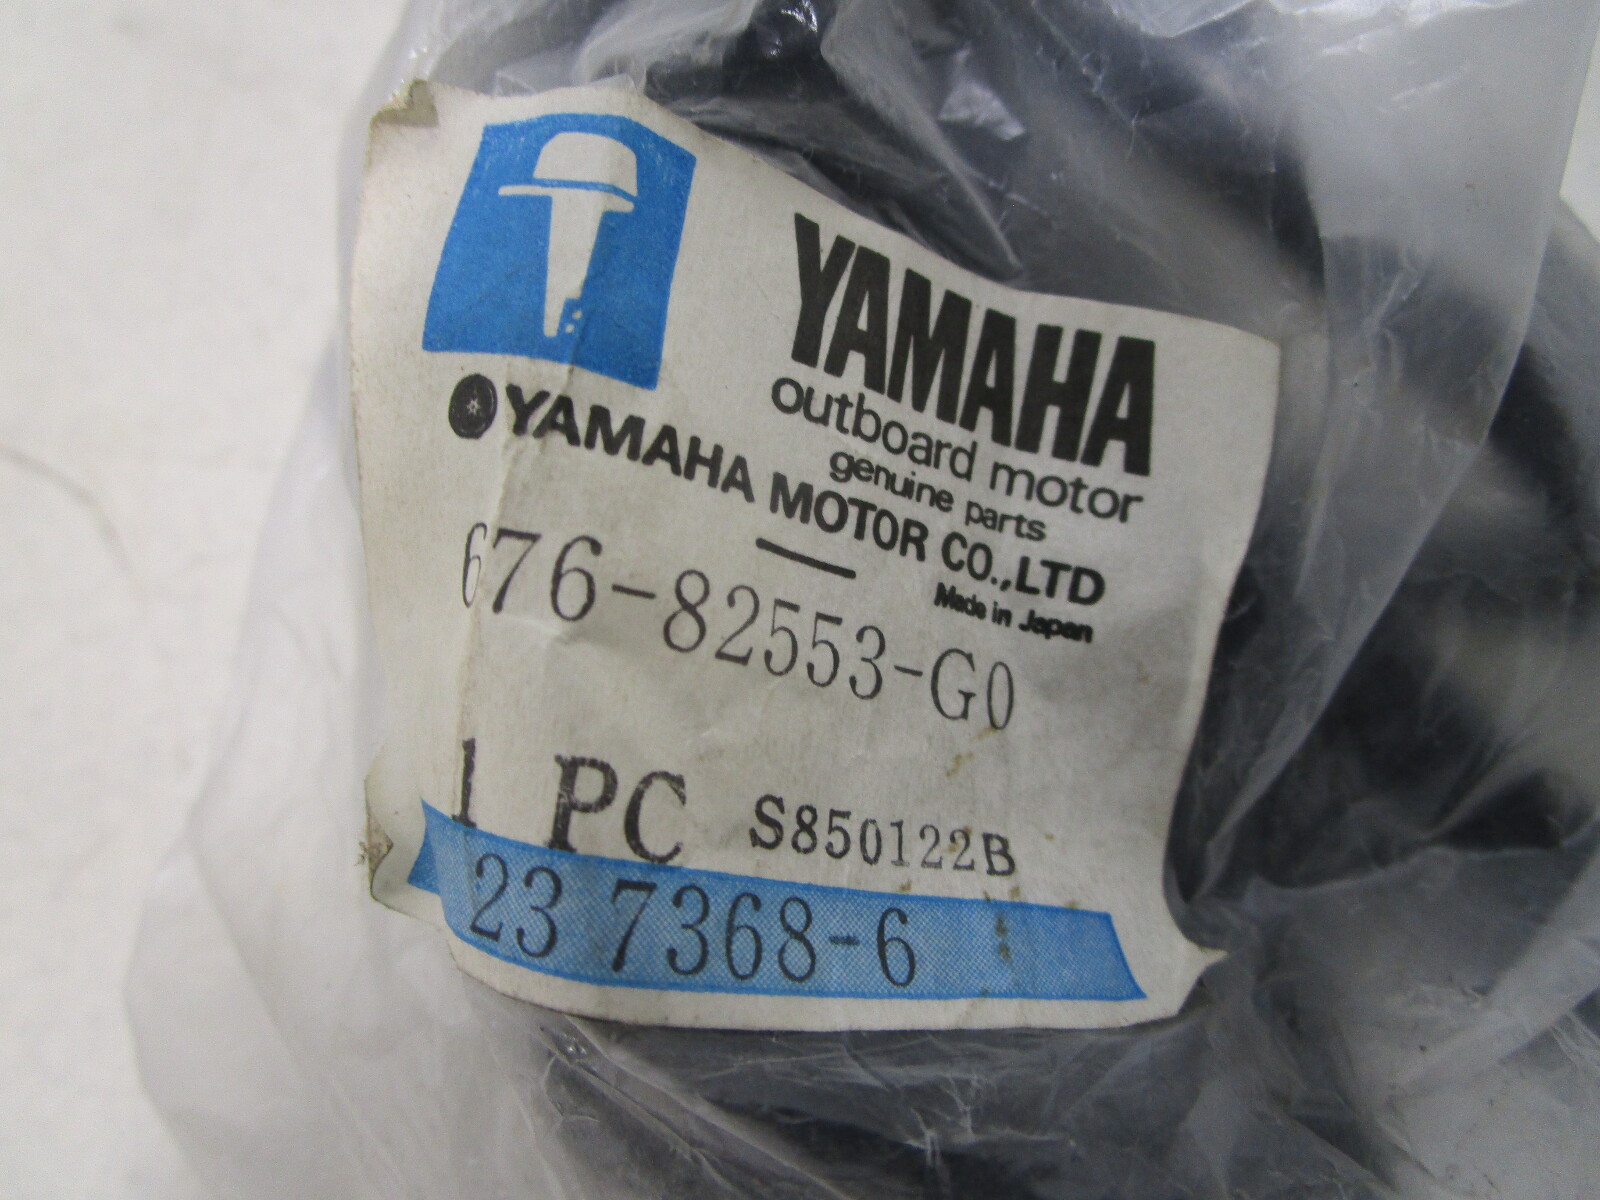 YAMAHA
outboard motor
genuine parts
YAMAHA MOTOR CO.,LTD
Made in Japan
676-82553-G0
1 PC S850122B
23 7368-6